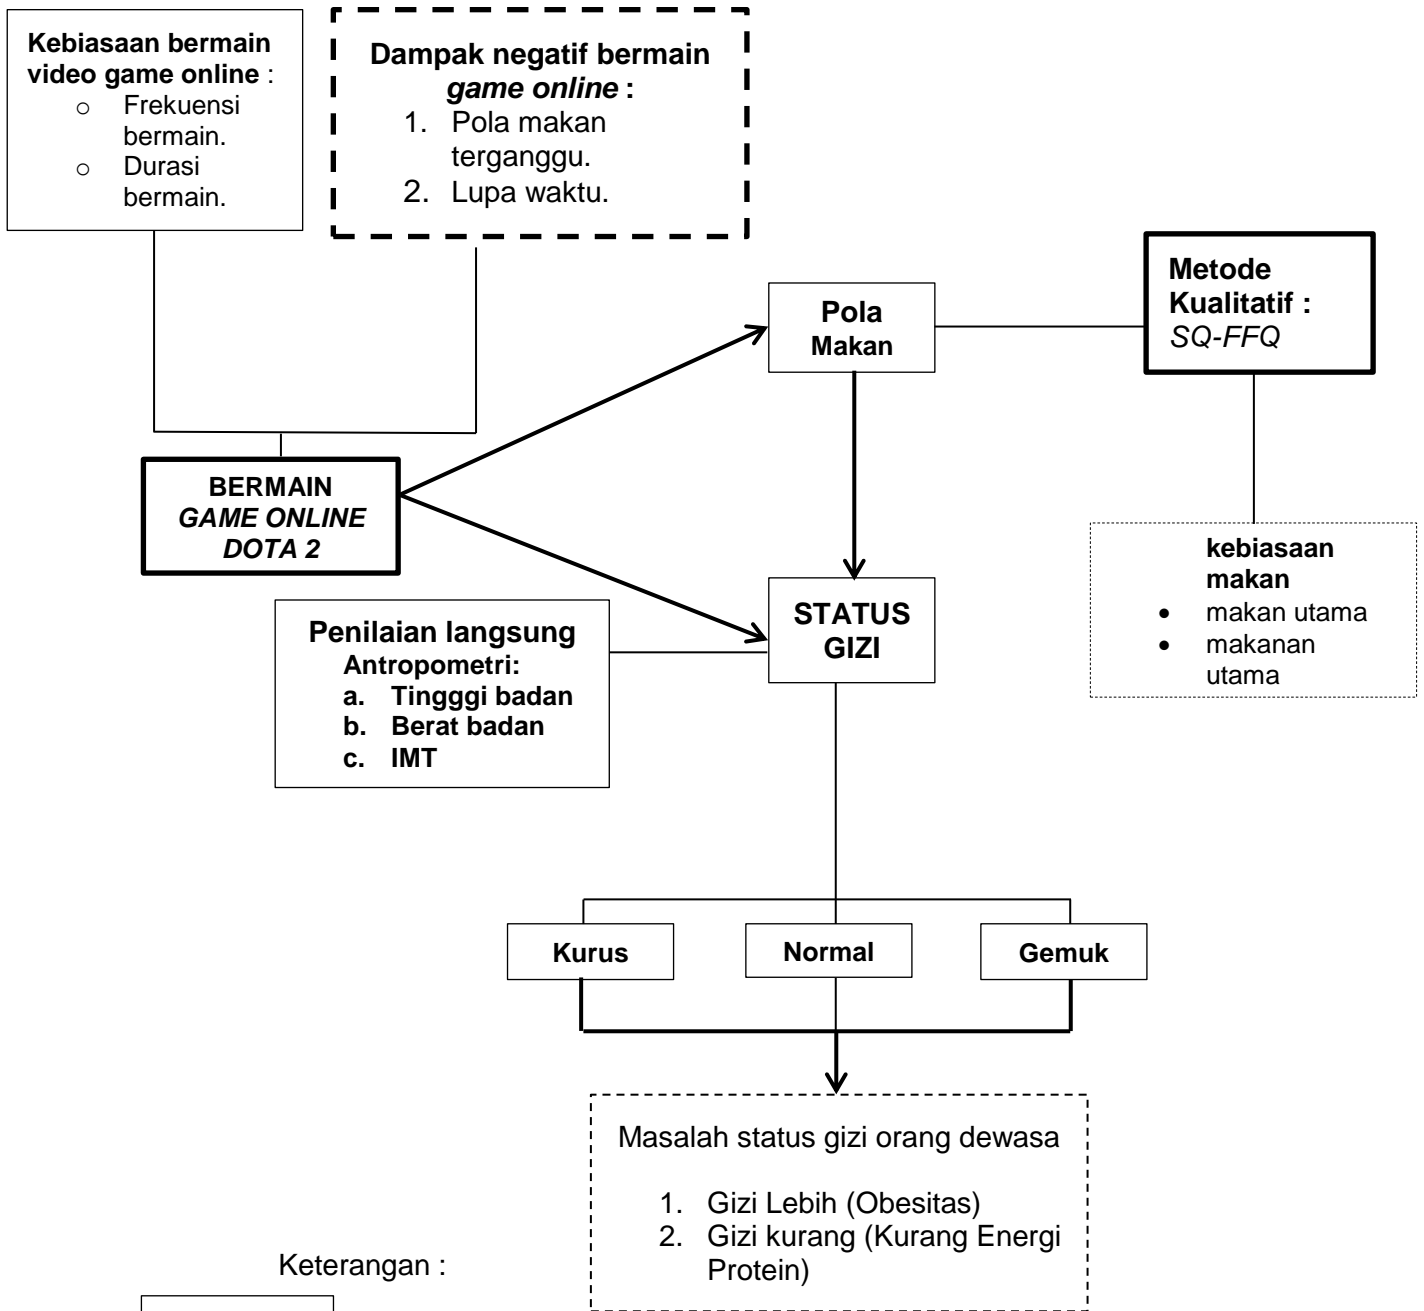 Kebiasaan bermain
video game online :
o Frekuensi
bermain.
o Durasi
bermain.
Dampak negatif bermain
game online :
1. Pola makan
terganggu.
2. Lupa waktu.
Pola
Makan
Metode
Kualitatif :
SQ-FFQ
BERMAIN
GAME ONLINE
DOTA 2
kebiasaan
makan
• makan utama
• makanan
utama
STATUS
GIZI
Penilaian langsung
Antropometri:
a. Tingggi badan
b. Berat badan
c. IMT
Kurus
Normal
Gemuk
Masalah status gizi orang dewasa
1. Gizi Lebih (Obesitas)
2. Gizi kurang (Kurang Energi
Protein)
Keterangan :